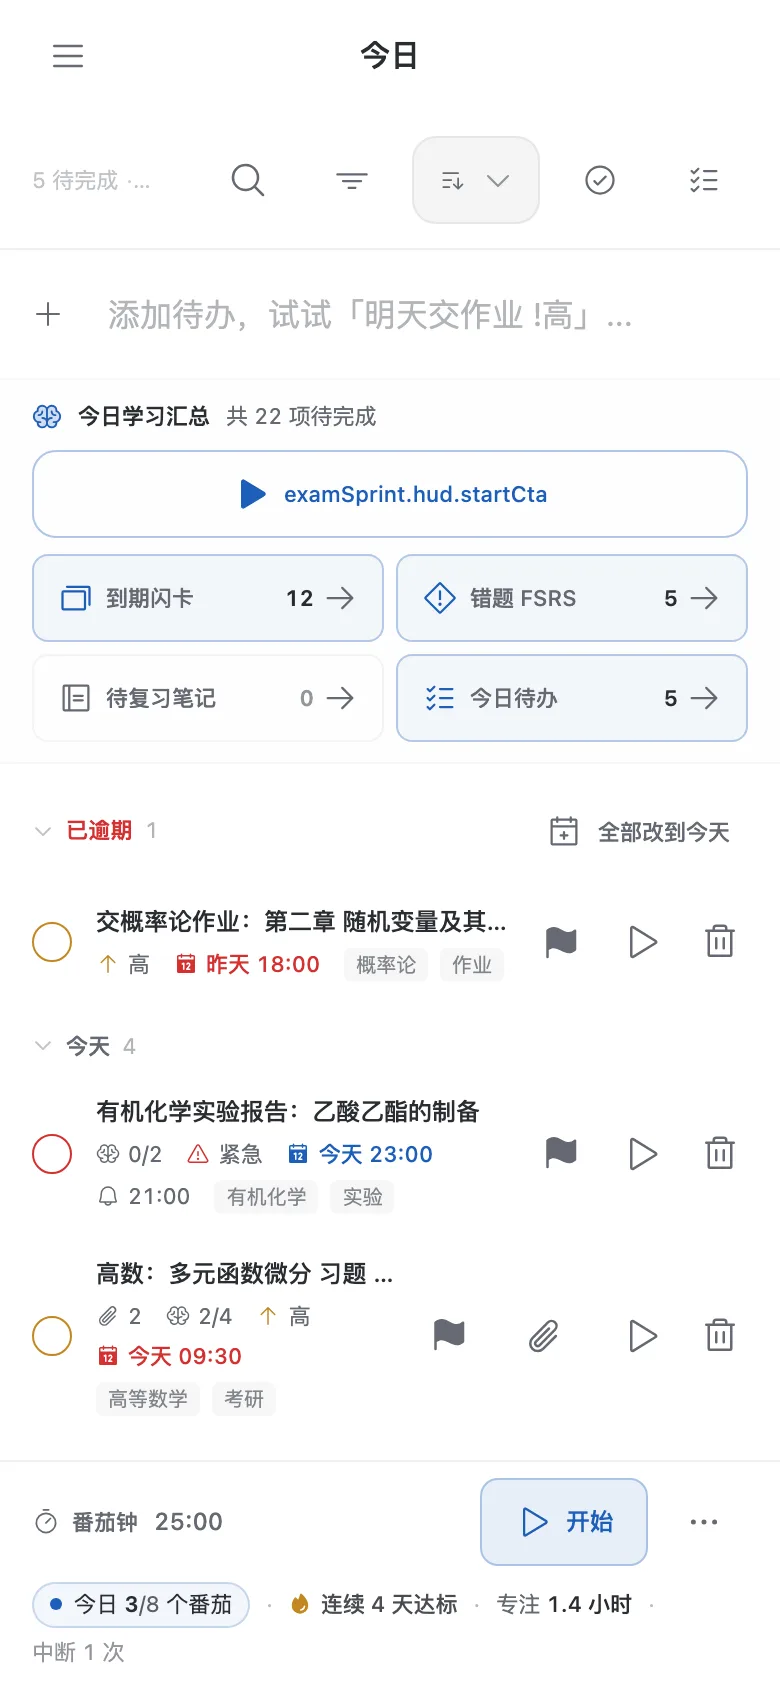 今日
5 待完成 ·...
添加待办，试试「明天交作业 !高」...
今日学习汇总 共 22 项待完成
examSprint.hud.startCta
到期闪卡 12
错题 FSRS 5
待复习笔记 0
今日待办 5
已逾期 1 全部改到今天
交概率论作业：第二章 随机变量及其...
高 昨天 18:00 概率论 作业
今天 4
有机化学实验报告：乙酸乙酯的制备
0/2 紧急 今天 23:00
21:00 有机化学 实验
高数：多元函数微分 习题 ...
2 2/4 高
今天 09:30
高等数学 考研
番茄钟 25:00 开始
今日 3/8 个番茄 · 连续 4 天达标 · 专注 1.4 小时 ·
中断 1 次